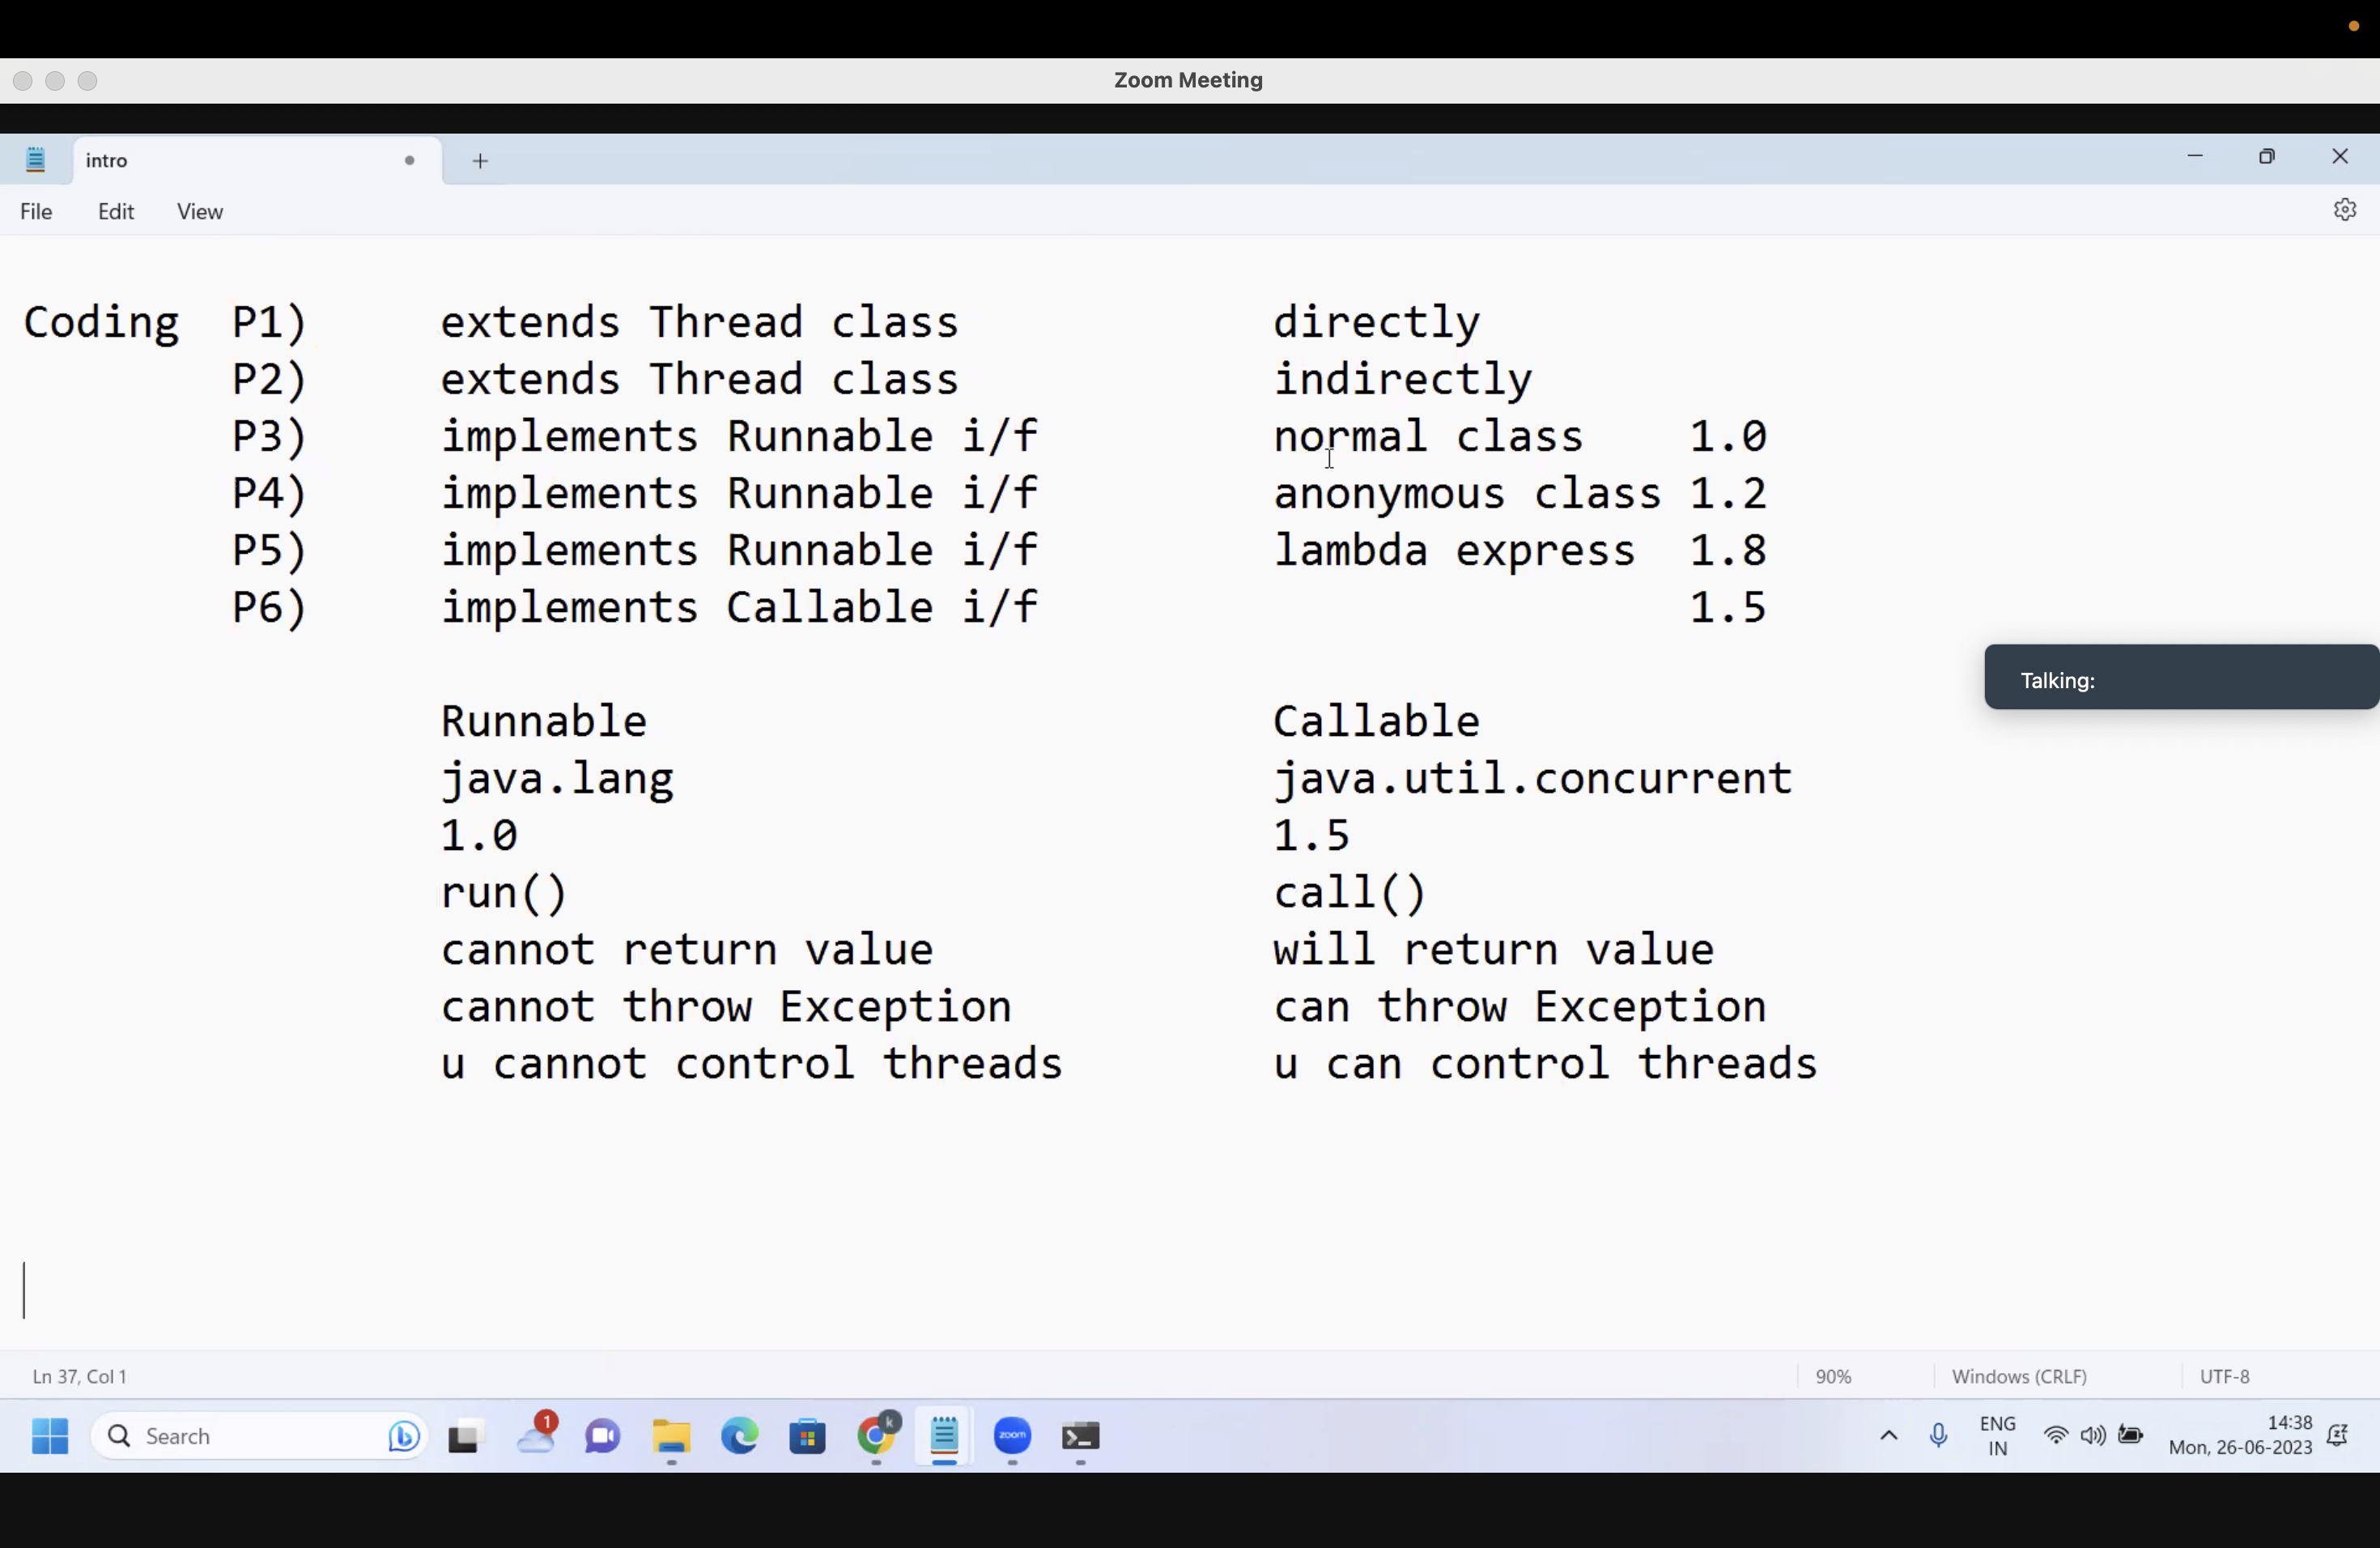 Zoom Meeting
intro
File Edit View
Coding P1) extends Thread class directly
P2) extends Thread class indirectly
P3) implements Runnable i/f normal class 1.0
P4) implements Runnable i/f anonymous class 1.2
P5) implements Runnable i/f lambda express 1.8
P6) implements Callable i/f 1.5
Talking:
Runnable Callable
java.lang java.util.concurrent
1.0 1.5
run() call()
cannot return value will return value
cannot throw Exception can throw Exception
u cannot control threads u can control threads
Ln 37, Col 1 90% Windows (CRLF) UTF-8
Search 1 k zoom ENG IN 14:38
Mon, 26-06-2023